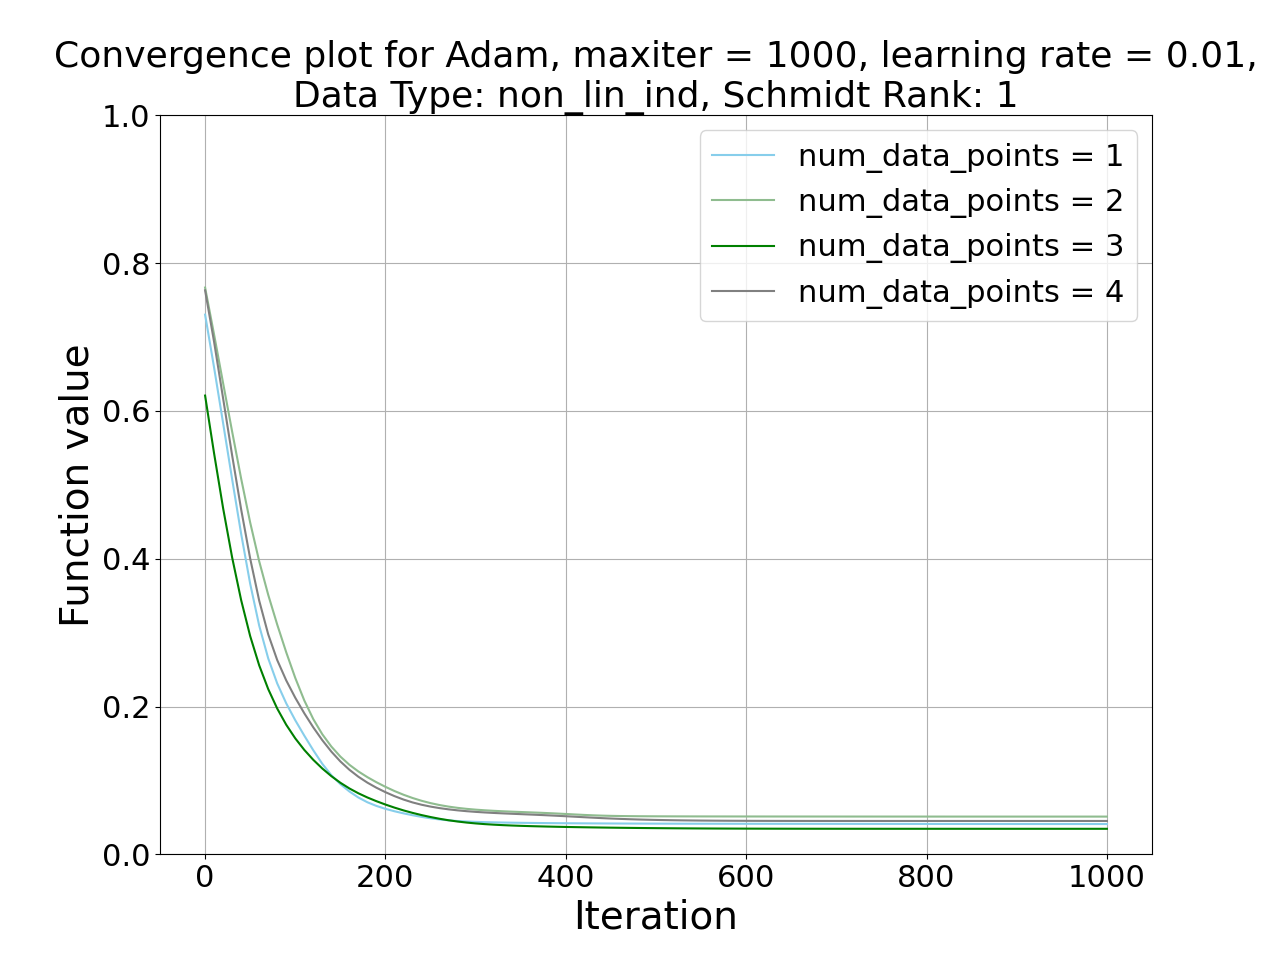 Convergence plot for Adam, maxiter = 1000, learning rate = 0.01,
Data Type: non_lin_ind, Schmidt Rank: 1
1.0
0.8
0.6
0.4
0.2
0.0
Function value
num_data_points = 1
num_data_points = 2
num_data_points = 3
num_data_points = 4
0 200 400 600 800 1000
Iteration